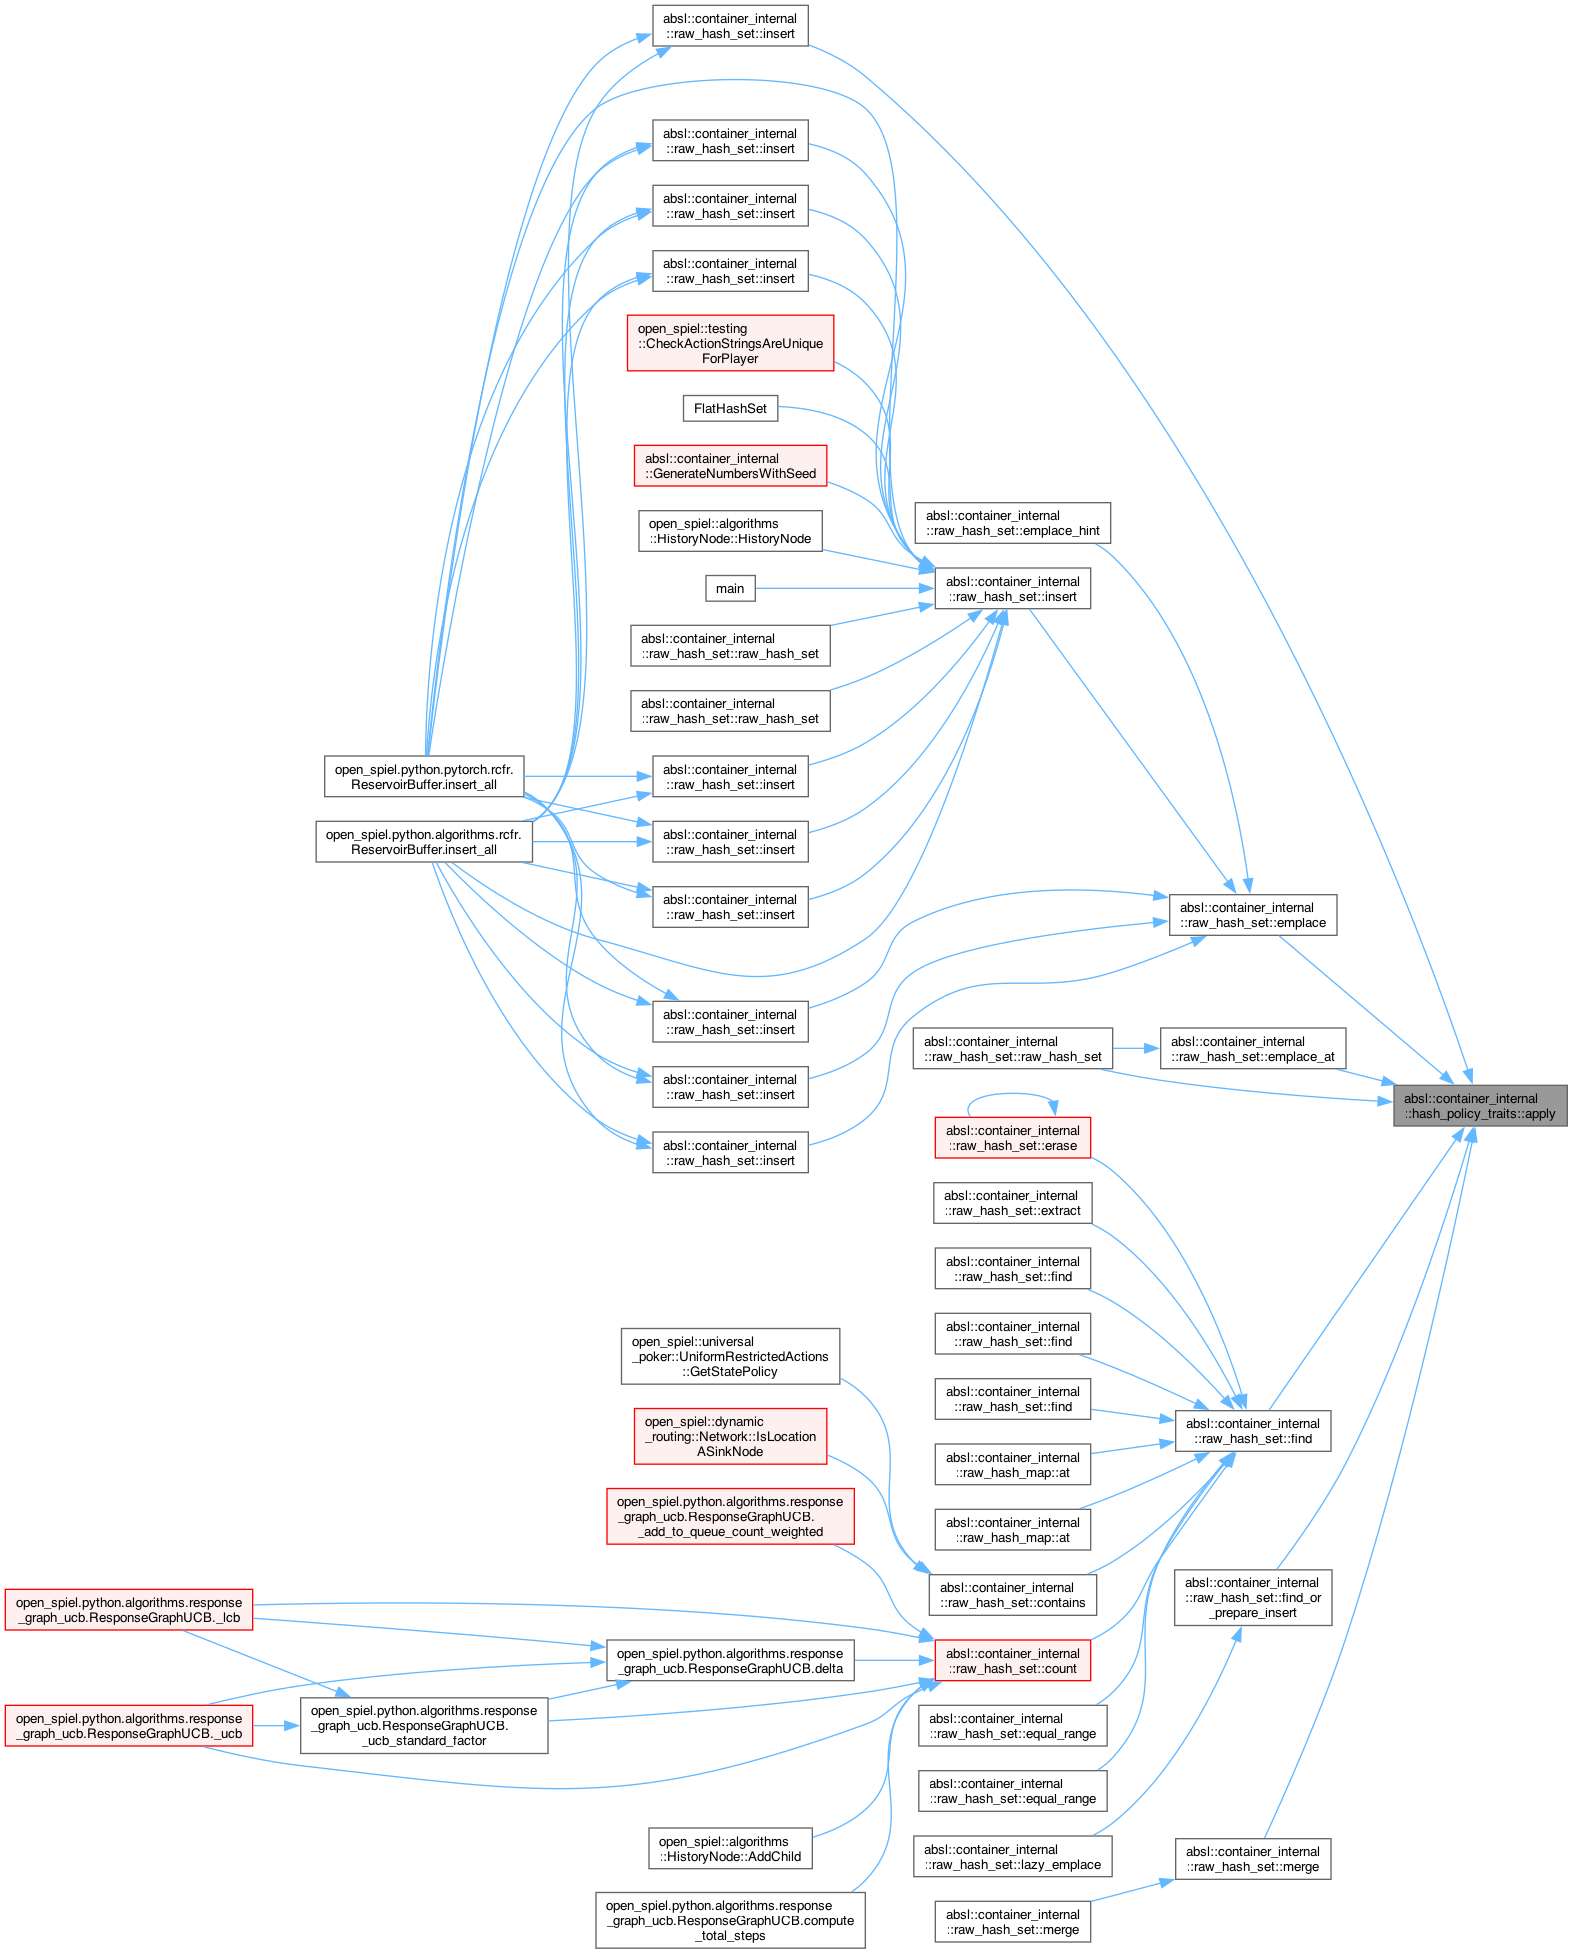 absl::container_internal
::raw_hash_set::insert
absl::container_internal
::raw_hash_set::insert
absl::container_internal
::raw_hash_set::insert
absl::container_internal
::raw_hash_set::insert
open_spiel::testing
::CheckActionStringsAreUnique
ForPlayer
FlatHashSet
absl::container_internal
::GenerateNumbersWithSeed
absl::container_internal
::raw_hash_set::emplace_hint
open_spiel::algorithms
::HistoryNode::HistoryNode
absl::container_internal
::raw_hash_set::insert
main
absl::container_internal
::raw_hash_set::raw_hash_set
absl::container_internal
::raw_hash_set::raw_hash_set
open_spiel.python.pytorch.rcfr.
ReservoirBuffer.insert_all
absl::container_internal
::raw_hash_set::insert
open_spiel.python.algorithms.rcfr.
ReservoirBuffer.insert_all
absl::container_internal
::raw_hash_set::insert
absl::container_internal
::raw_hash_set::insert
absl::container_internal
::raw_hash_set::emplace
absl::container_internal
::raw_hash_set::insert
absl::container_internal
::raw_hash_set::raw_hash_set
absl::container_internal
::raw_hash_set::emplace_at
absl::container_internal
::raw_hash_set::insert
absl::container_internal
::hash_policy_traits::apply
absl::container_internal
::raw_hash_set::erase
absl::container_internal
::raw_hash_set::insert
absl::container_internal
::raw_hash_set::extract
absl::container_internal
::raw_hash_set::find
absl::container_internal
::raw_hash_set::find
open_spiel::universal
_poker::UniformRestrictedActions
::GetStatePolicy
absl::container_internal
::raw_hash_set::find
open_spiel::dynamic
_routing::Network::IsLocation
ASinkNode
absl::container_internal
::raw_hash_set::find
absl::container_internal
::raw_hash_map::at
open_spiel.python.algorithms.response
_graph_ucb.ResponseGraphUCB.
_add_to_queue_count_weighted
absl::container_internal
::raw_hash_map::at
absl::container_internal
::raw_hash_set::contains
absl::container_internal
::raw_hash_set::find_or
_prepare_insert
open_spiel.python.algorithms.response
_graph_ucb.ResponseGraphUCB._lcb
open_spiel.python.algorithms.response
_graph_ucb.ResponseGraphUCB.delta
absl::container_internal
::raw_hash_set::count
open_spiel.python.algorithms.response
_graph_ucb.ResponseGraphUCB._ucb
open_spiel.python.algorithms.response
_graph_ucb.ResponseGraphUCB.
_ucb_standard_factor
absl::container_internal
::raw_hash_set::equal_range
absl::container_internal
::raw_hash_set::equal_range
open_spiel::algorithms
::HistoryNode::AddChild
absl::container_internal
::raw_hash_set::lazy_emplace
absl::container_internal
::raw_hash_set::merge
open_spiel.python.algorithms.response
_graph_ucb.ResponseGraphUCB.compute
_total_steps
absl::container_internal
::raw_hash_set::merge